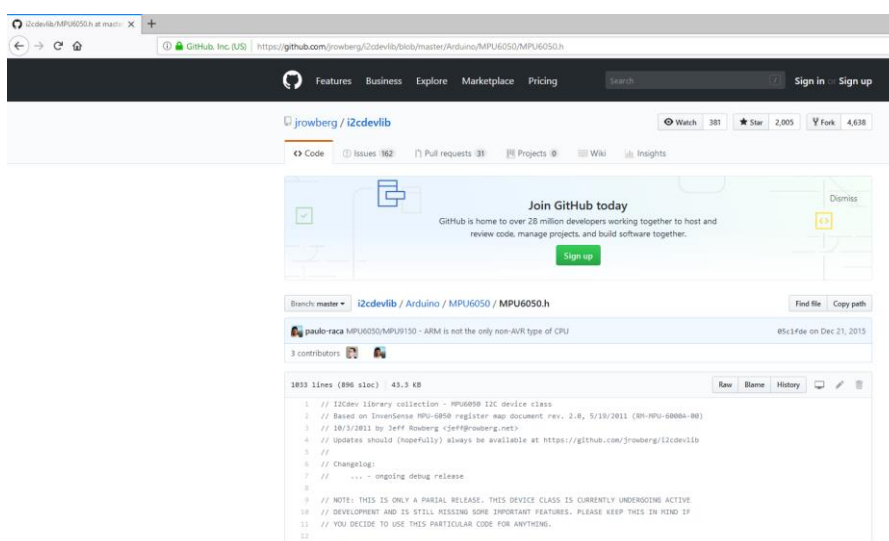 i2cdevlib/MPU6050.h at master
GitHub, Inc. (US) https://github.com/jrowberg/i2cdevlib/blob/master/Arduino/MPU6050/MPU6050.h
Features Business Explore Marketplace Pricing Search / Sign in or Sign up
jrowberg / i2cdevlib Watch 381 Star 2,005 Fork 4,638
Code Issues 162 Pull requests 31 Projects 0 Wiki Insights
Join GitHub today
Dismiss
GitHub is home to over 28 million developers working together to host and
review code, manage projects, and build software together.
Sign up
Branch: master i2cdevlib / Arduino / MPU6050 / MPU6050.h Find file Copy path
paulo-raca MPU6050/MPU9150 - ARM is not the only non-AVR type of CPU 05c1fde on Dec 21, 2015
3 contributors
1033 lines (896 sloc) 43.3 KB Raw Blame History
1 // I2Cdev library collection - MPU6050 I2C device class
2 // Based on InvenSense MPU-6050 register map document rev. 2.0, 5/19/2011 (RM-MPU-6000A-00)
3 // 10/3/2011 by Jeff Rowberg <jeff@rowberg.net>
4 // Updates should (hopefully) always be available at https://github.com/jrowberg/i2cdevlib
5 //
6 // Changelog:
7 // ... - ongoing debug release
8
9 // NOTE: THIS IS ONLY A PARIAL RELEASE. THIS DEVICE CLASS IS CURRENTLY UNDERGOING ACTIVE
10 // DEVELOPMENT AND IS STILL MISSING SOME IMPORTANT FEATURES. PLEASE KEEP THIS IN MIND IF
11 // YOU DECIDE TO USE THIS PARTICULAR CODE FOR ANYTHING.
12